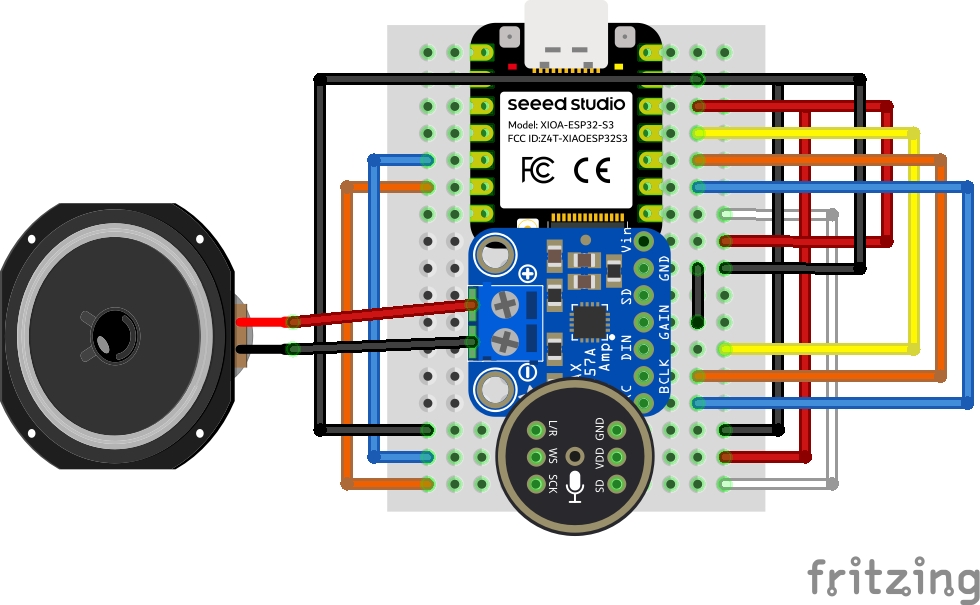 seeed studio
Model: XIOA-ESP32-S3
FCC ID:Z4T-XIAOESP32S3
FC CE
Vin
GND
SD
GAIN
DIN
BCLK
57A
Amp
L/R
WS
SCK
GND
VDD
SD
fritzing